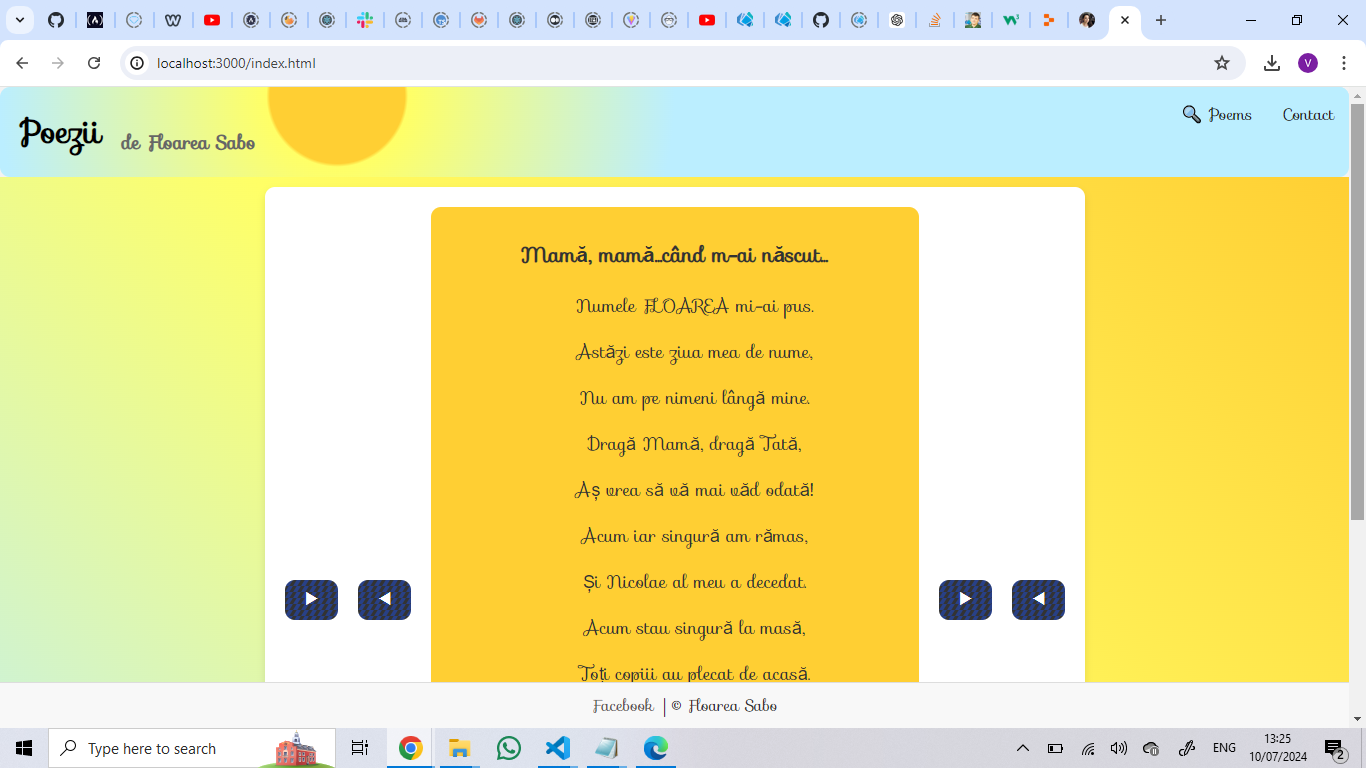 localhost:3000/index.html
V
Poezii de Floarea Sabo
Poems Contact
Mamă, mamă...când m-ai născut...
Numele FLOAREA mi-ai pus.
Astăzi este ziua mea de nume,
Nu am pe nimeni lângă mine.
Dragă Mamă, dragă Tată,
Aș vrea să vă mai văd odată!
Acum iar singură am rămas,
Și Nicolae al meu a decedat.
Acum stau singură la masă,
Toți copiii au plecat de acasă.
Facebook | © Floarea Sabo
Type here to search
ENG
13:25
10/07/2024
2